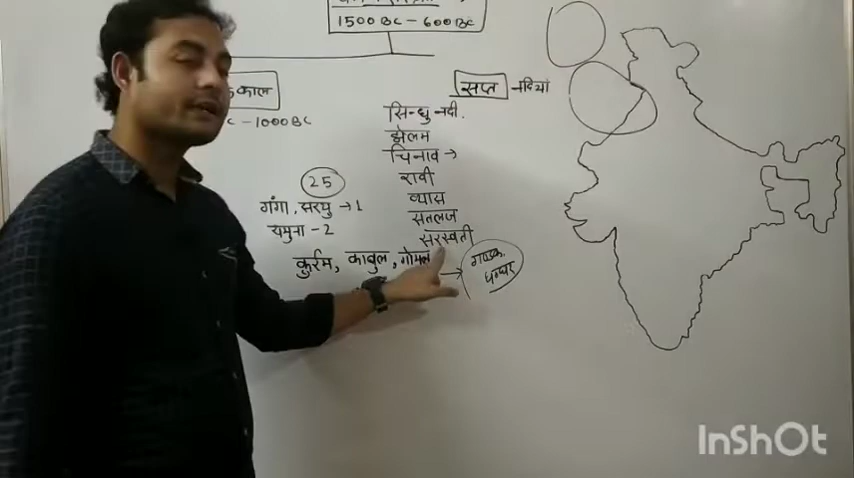 1500 BC - 600 BC
काल
- 1000 BC
सप्त नदियां
सिन्धु नदी.
झेलम
चिनाव →
रावी
व्यास
सतलज
सरस्वती
25
गंगा, सरयु → 1
यमुना - 2
कुर्रम, काबुल, गोमल
→
घग्घर
InShOt